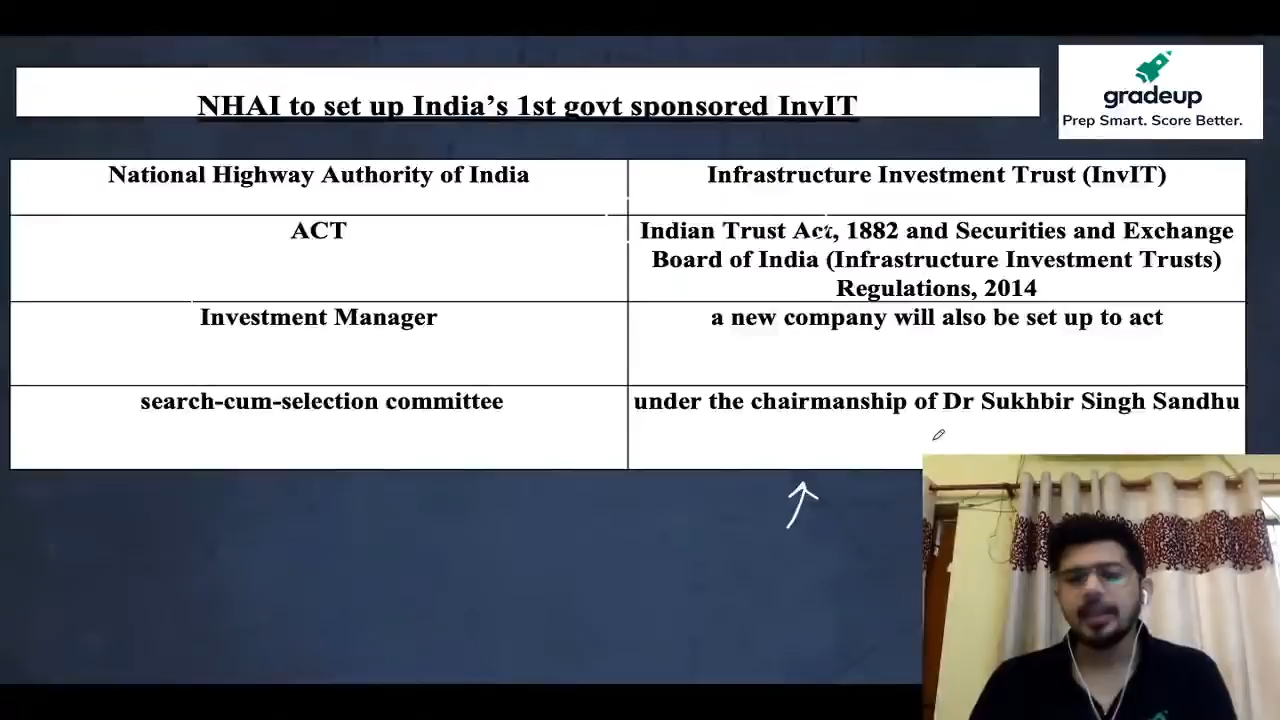 NHAI to set up India's 1st govt sponsored InvIT
gradeup
Prep Smart. Score Better.
National Highway Authority of India
Infrastructure Investment Trust (InvIT)
ACT
Indian Trust Act, 1882 and Securities and Exchange
Board of India (Infrastructure Investment Trusts)
Regulations, 2014
Investment Manager
a new company will also be set up to act
search-cum-selection committee
under the chairmanship of Dr Sukhbir Singh Sandhu